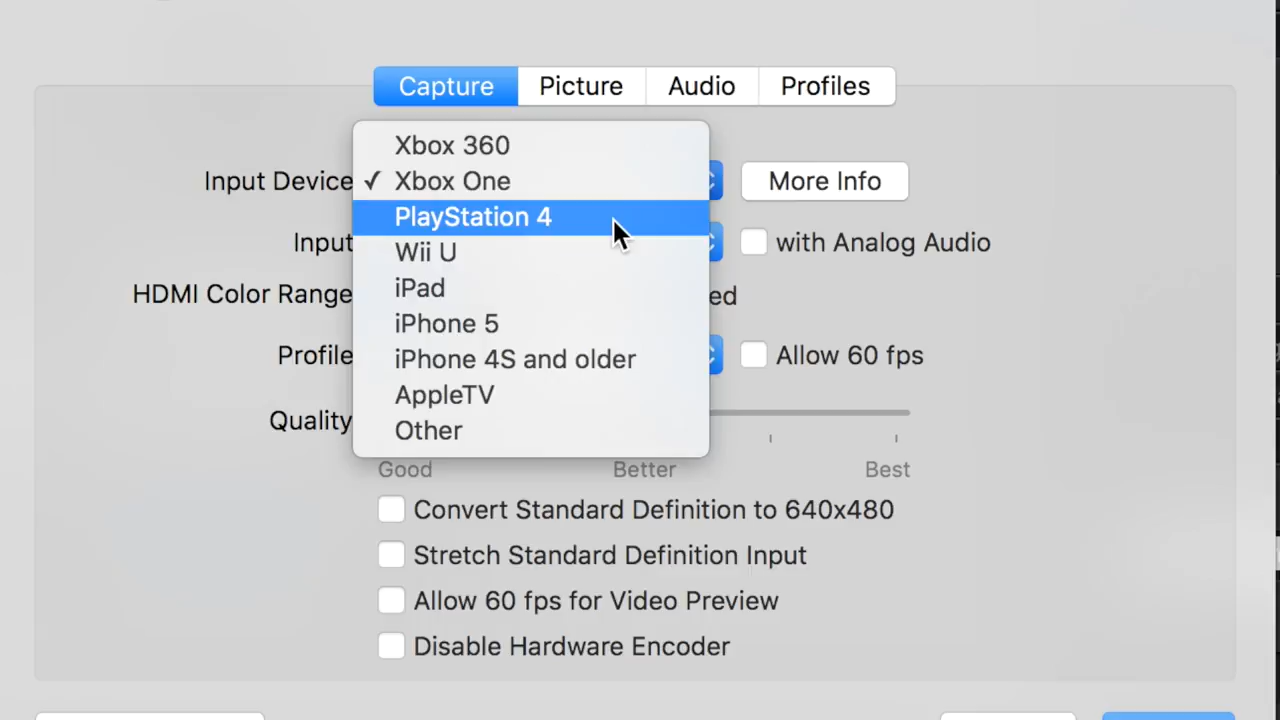 Capture Picture Audio Profiles
Xbox 360
Input Device ✓ Xbox One More Info
PlayStation 4
Input with Analog Audio
Wii U
iPad
HDMI Color Range ed
iPhone 5
Profile iPhone 4S and older Allow 60 fps
AppleTV
Quality Other
Good Better Best
Convert Standard Definition to 640x480
Stretch Standard Definition Input
Allow 60 fps for Video Preview
Disable Hardware Encoder